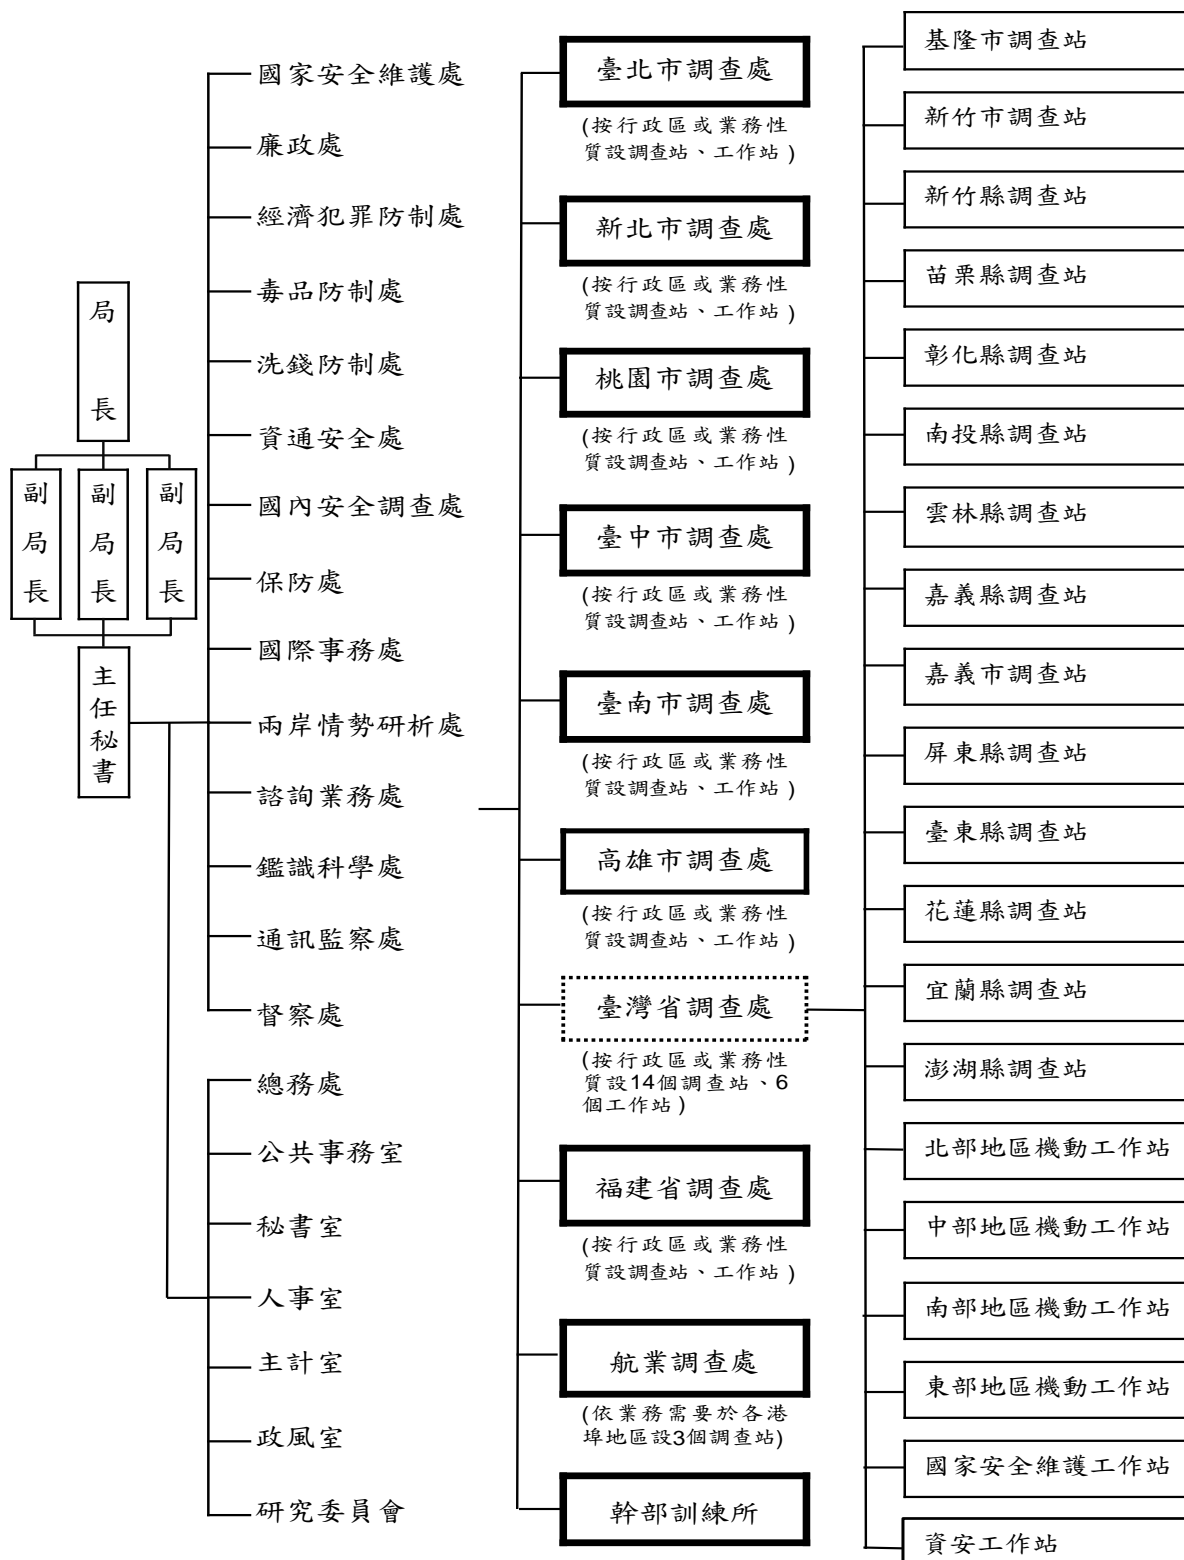 局長
副局長
副局長
副局長
主任秘書
國家安全維護處
廉政處
經濟犯罪防制處
毒品防制處
洗錢防制處
資通安全處
國內安全調查處
保防處
國際事務處
兩岸情勢研析處
諮詢業務處
鑑識科學處
通訊監察處
督察處
總務處
公共事務室
秘書室
人事室
主計室
政風室
研究委員會
臺北市調查處
(按行政區或業務性
質設調查站、工作站)
新北市調查處
(按行政區或業務性
質設調查站、工作站)
桃園市調查處
(按行政區或業務性
質設調查站、工作站)
臺中市調查處
(按行政區或業務性
質設調查站、工作站)
臺南市調查處
(按行政區或業務性
質設調查站、工作站)
高雄市調查處
(按行政區或業務性
質設調查站、工作站)
臺灣省調查處
(按行政區或業務性
質設14個調查站、6
個工作站)
福建省調查處
(按行政區或業務性
質設調查站、工作站)
航業調查處
(依業務需要於各港
埠地區設3個調查站)
幹部訓練所
基隆市調查站
新竹市調查站
新竹縣調查站
苗栗縣調查站
彰化縣調查站
南投縣調查站
雲林縣調查站
嘉義縣調查站
嘉義市調查站
屏東縣調查站
臺東縣調查站
花蓮縣調查站
宜蘭縣調查站
澎湖縣調查站
北部地區機動工作站
中部地區機動工作站
南部地區機動工作站
東部地區機動工作站
國家安全維護工作站
資安工作站